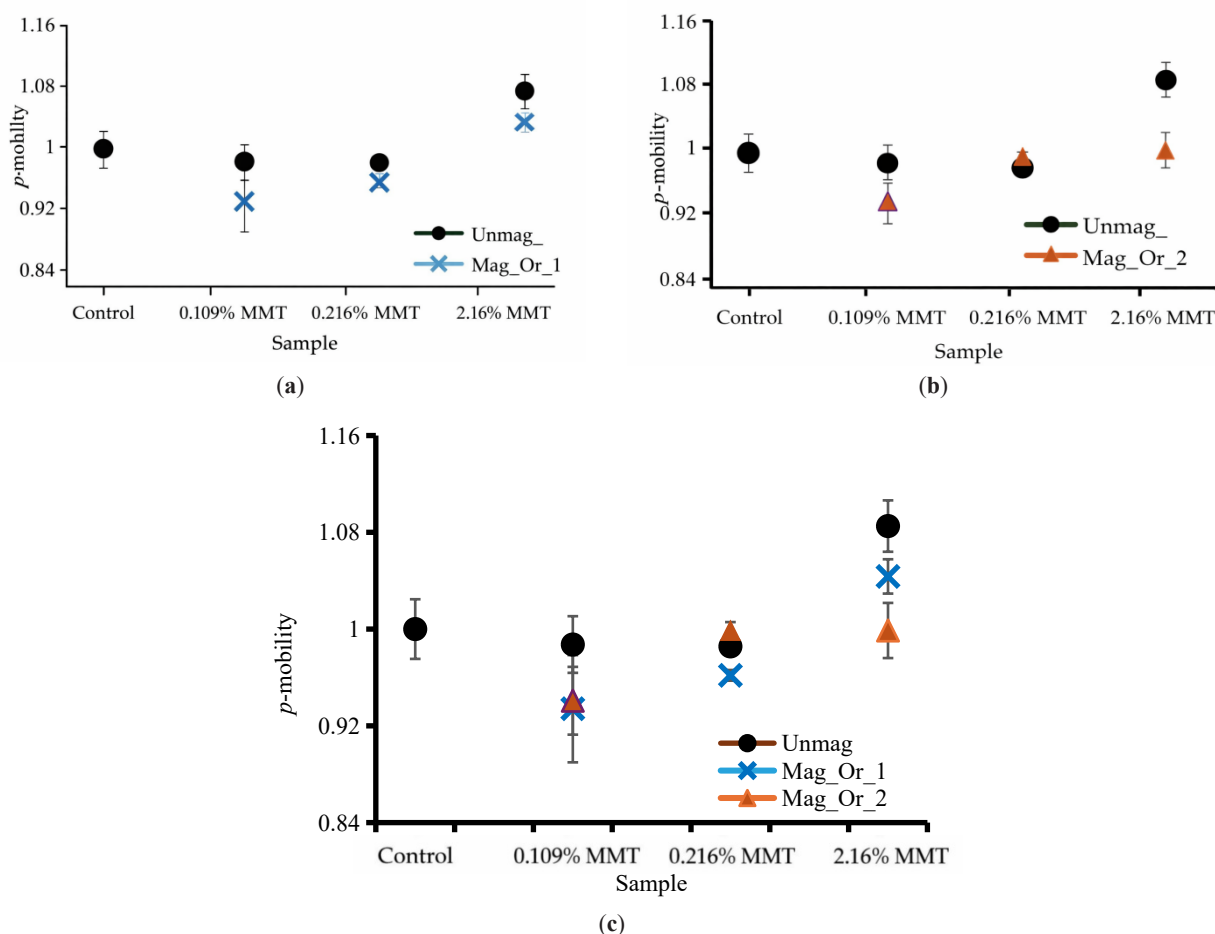 1.16
1.08
1
0.92
0.84
p-mohllty
Unmag_
Mag_Or_1
Control
0.109% MMT
0.216% MMT
2.16% MMT
Sample
(a)
1.16
1.08
1
0.92
0.84
p-mobility
Unmag_
Mag_Or_2
Control
0.109% MMT
0.216% MMT
2.16% MMT
Sample
(b)
1.16
1.08
1
0.92
0.84
p-mobility
Unmag
Mag_Or_1
Mag_Or_2
Control
0.109% MMT
0.216% MMT
2.16% MMT
Sample
(c)